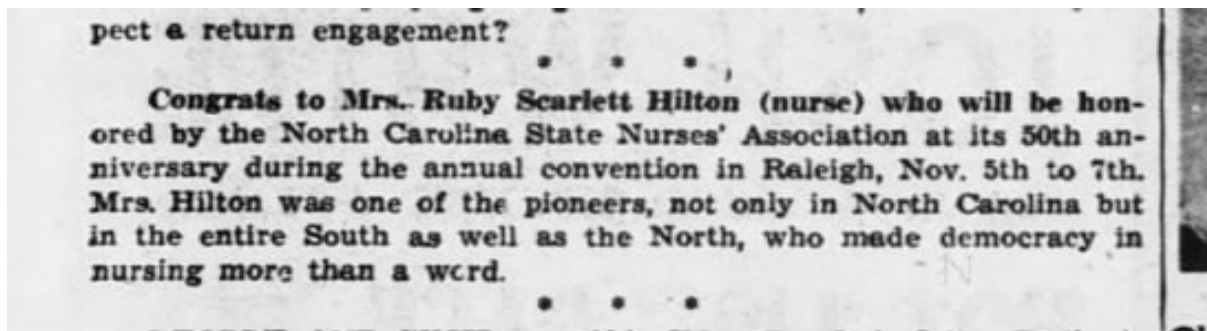 pect a return engagement?
* * *
Congrats to Mrs. Ruby Scarlett Hilton (nurse) who will be hon-
ored by the North Carolina State Nurses' Association at its 50th an-
niversary during the annual convention in Raleigh, Nov. 5th to 7th.
Mrs. Hilton was one of the pioneers, not only in North Carolina but
in the entire South as well as the North, who made democracy in
nursing more than a word.
* * *